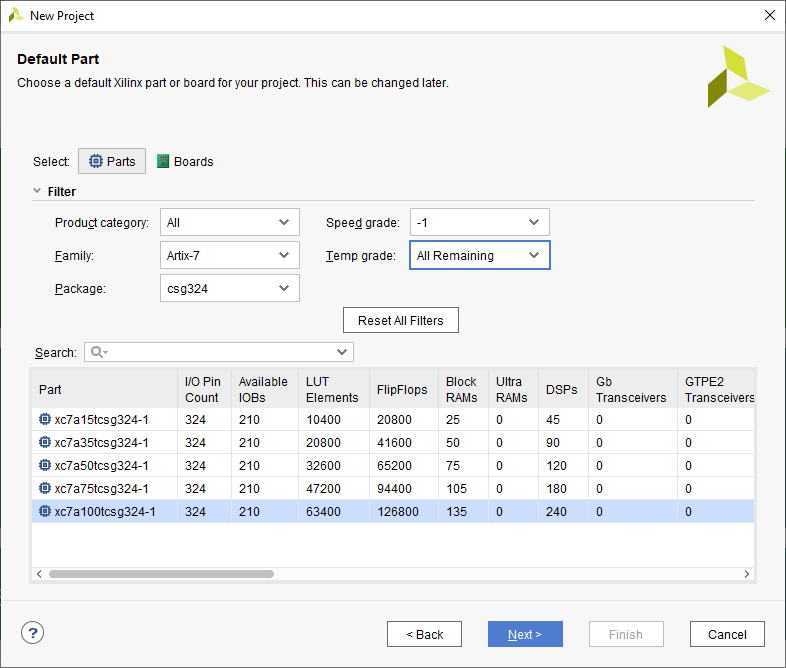 New Project
Default Part
Choose a default Xilinx part or board for your project. This can be changed later.
Select: Parts Boards
Filter
Product category: All Speed grade: -1
Family: Artix-7 Temp grade: All Remaining
Package: csg324
Reset All Filters
Search:
Part I/O Pin Count Available IOBs LUT Elements FlipFlops Block RAMs Ultra RAMs DSPs Gb Transceivers GTPE2 Transceivers
xc7a15tcsg324-1 324 210 10400 20800 25 0 45 0 0
xc7a35tcsg324-1 324 210 20800 41600 50 0 90 0 0
xc7a50tcsg324-1 324 210 32600 65200 75 0 120 0 0
xc7a75tcsg324-1 324 210 47200 94400 105 0 180 0 0
xc7a100tcsg324-1 324 210 63400 126800 135 0 240 0 0
? < Back Next > Finish Cancel